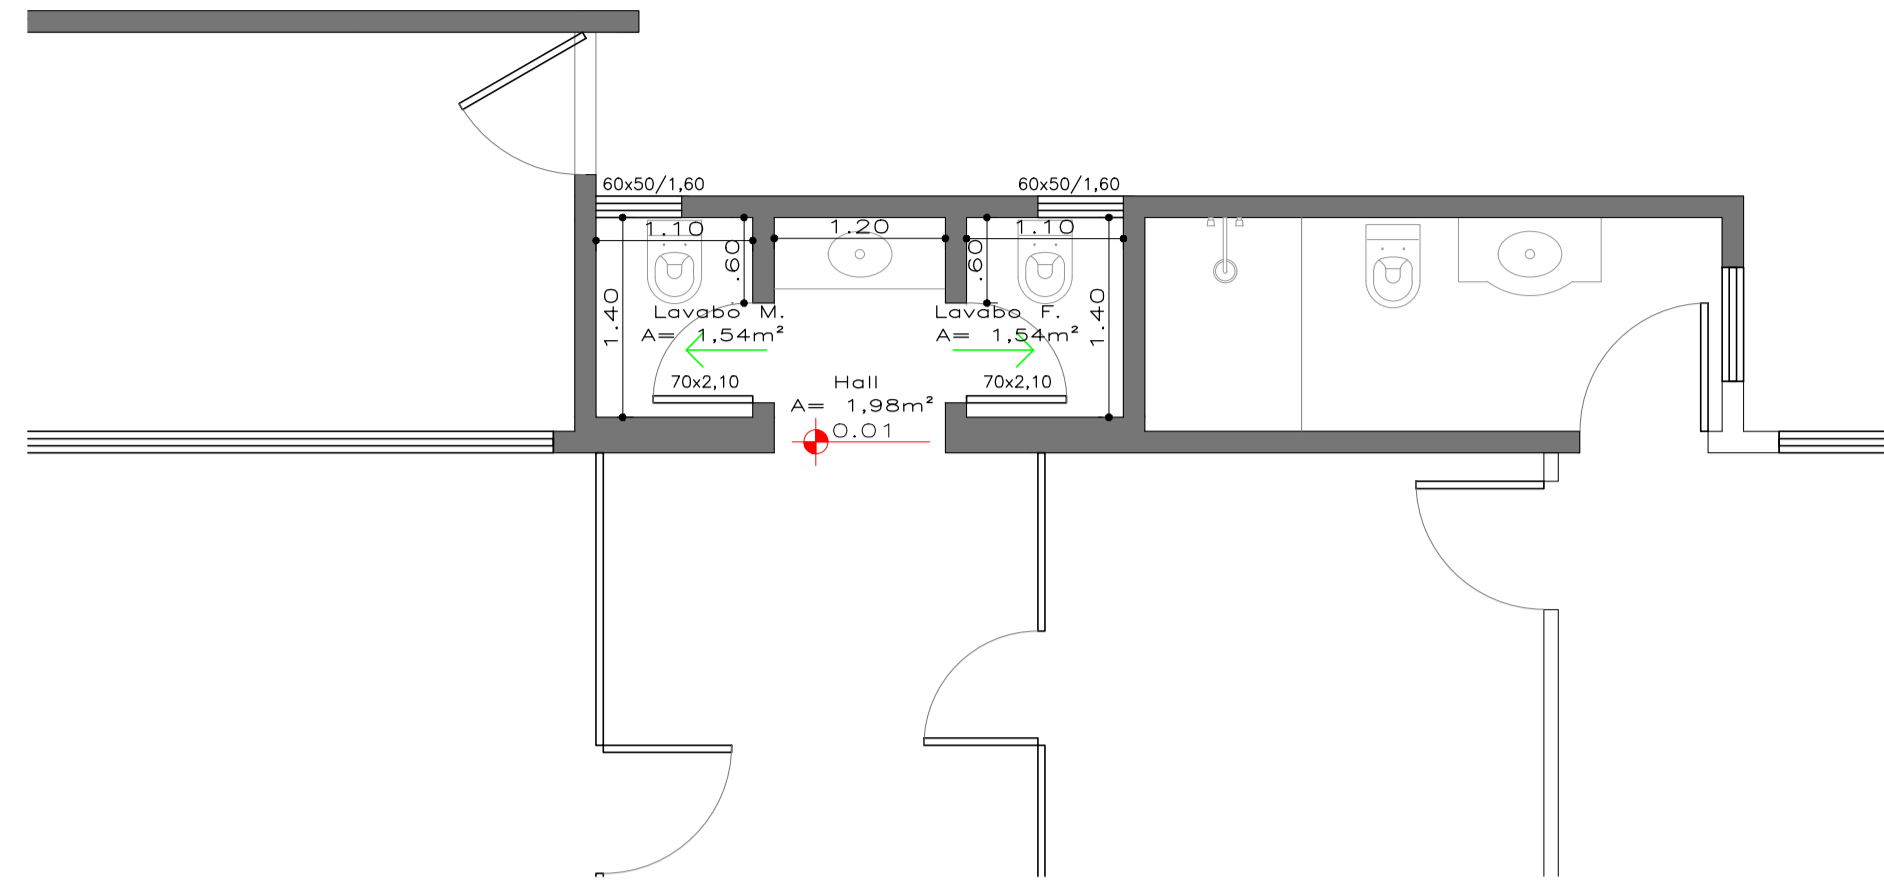 60x50/1,60
60x50/1,60
1.10
1.20
1.10
.60
.60
1.40
1.40
Lavabo M.
A= 1,54m²
Lavabo F.
A= 1,54m²
70x2,10
70x2,10
Hall
A= 1,98m²
0.01